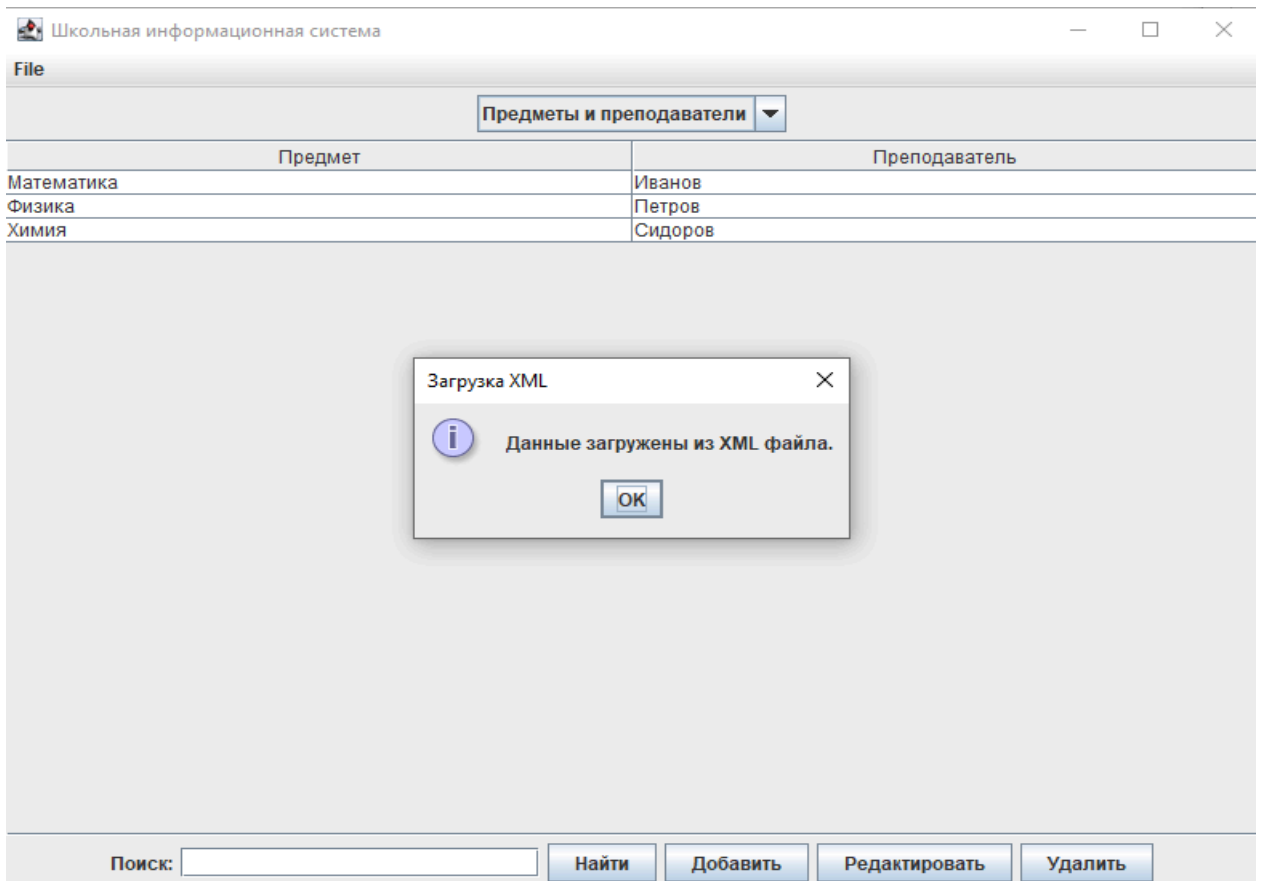 Школьная информационная система
File
Предметы и преподаватели
Предмет Преподаватель
Математика Иванов
Физика Петров
Химия Сидоров
Загрузка XML
i Данные загружены из XML файла.
OK
Поиск: Найти Добавить Редактировать Удалить